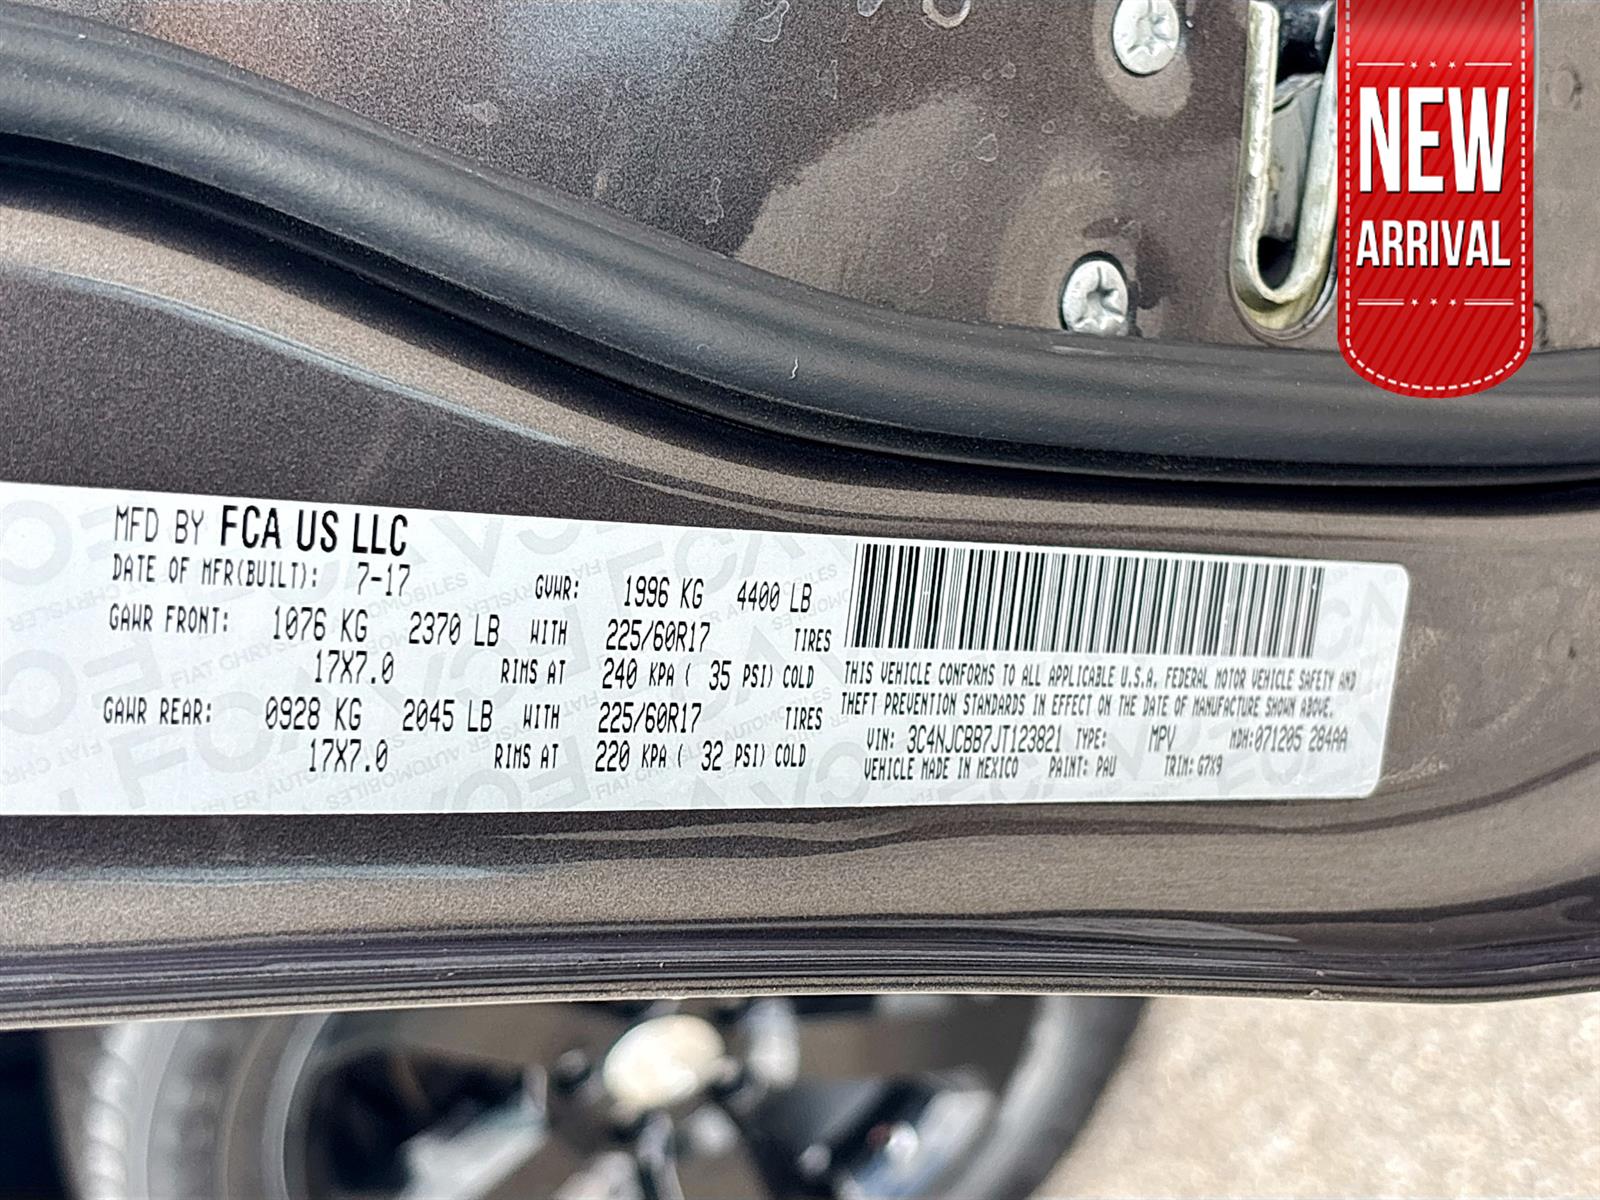 NEW
ARRIVAL
MFD BY FCA US LLC
DATE OF MFR(BUILT): 7-17 GVWR: 1996 KG 4400 LB
GAWR FRONT: 1076 KG 2370 LB WITH 225/60R17 TIRES
17X7.0 RIMS AT 240 KPA ( 35 PSI) COLD
GAWR REAR: 0928 KG 2045 LB WITH 225/60R17 TIRES
17X7.0 RIMS AT 220 KPA ( 32 PSI) COLD
THIS VEHICLE CONFORMS TO ALL APPLICABLE U.S.A. FEDERAL MOTOR VEHICLE SAFETY AND
THEFT PREVENTION STANDARDS IN EFFECT ON THE DATE OF MANUFACTURE SHOWN ABOVE.
VIN: 3C4NJCBB7JT123821 TYPE: MPV MDH:071205 284AA
VEHICLE MADE IN MEXICO PAINT: PAU TRIM: G7X9